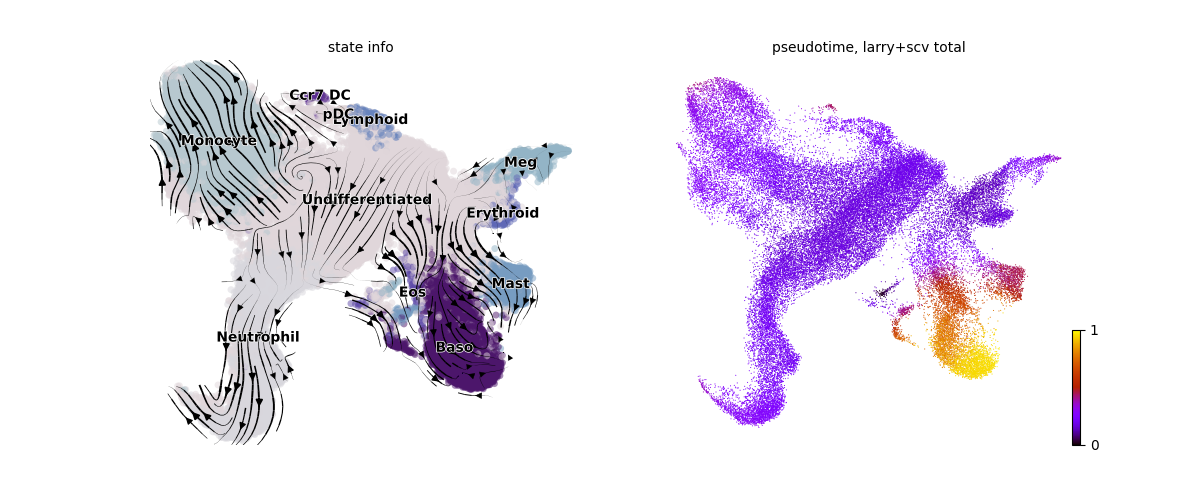 state info
pseudotime, larry+scv total
Ccr7 DC
pDC
Lymphoid
Monocyte
Meg
Undifferentiated
Erythroid
Mast
Eos
Neutrophil
Baso
1
0